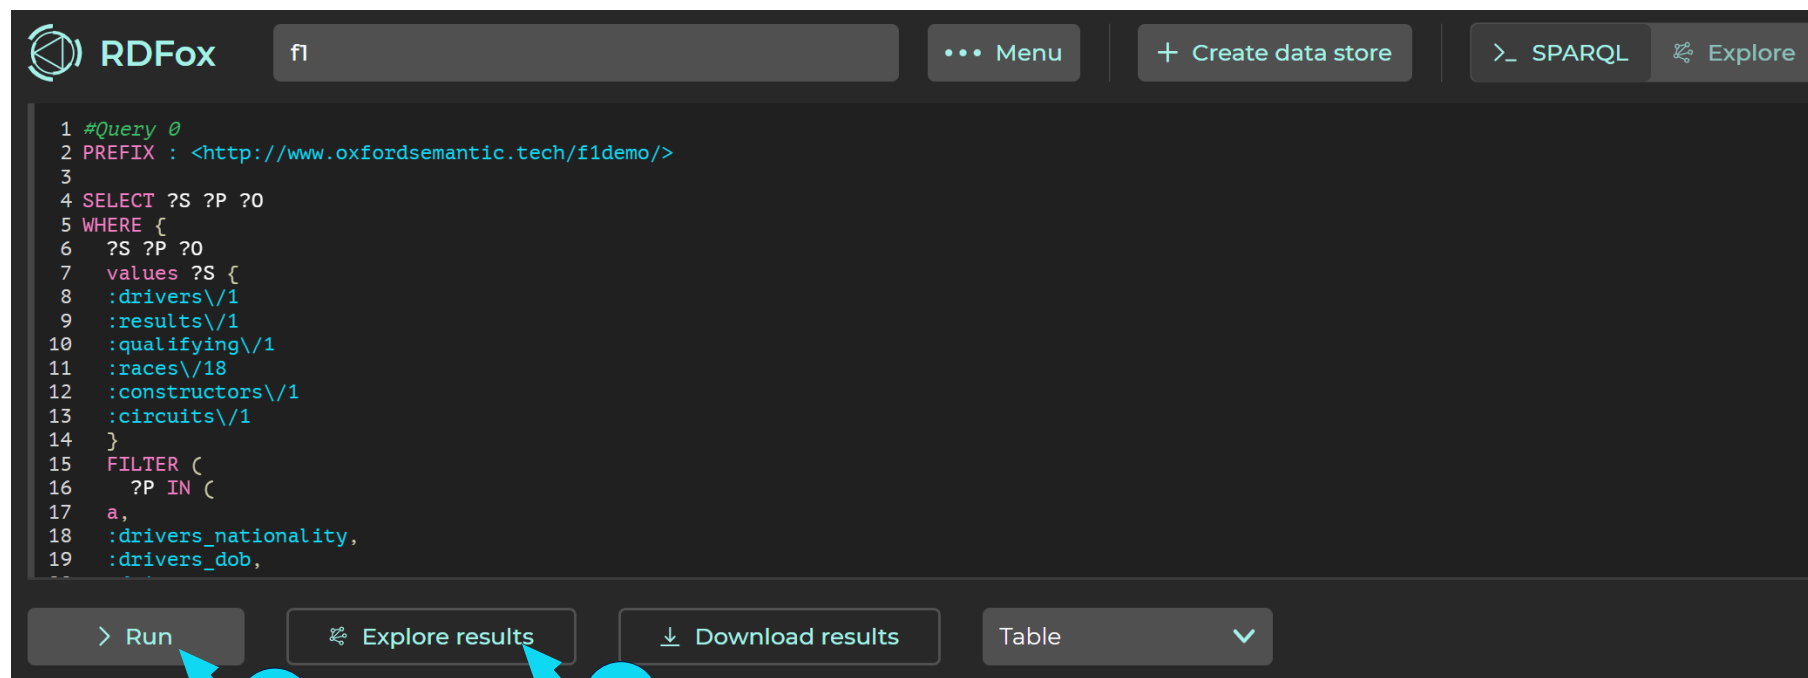 RDFox
f1
••• Menu
+ Create data store
>_ SPARQL
Explore
1 #Query 0
2 PREFIX : <http://www.oxfordsemantic.tech/f1demo/>
3
4 SELECT ?S ?P ?O
5 WHERE {
6 ?S ?P ?O
7 values ?S {
8 :drivers\/1
9 :results\/1
10 :qualifying\/1
11 :races\/18
12 :constructors\/1
13 :circuits\/1
14 }
15 FILTER (
16 ?P IN (
17 a,
18 :drivers_nationality,
19 :drivers_dob,
> Run
Explore results
Download results
Table